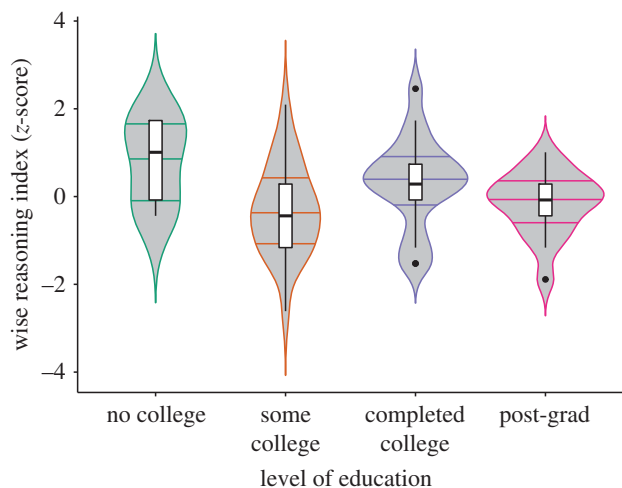 wise reasoning index (z-score)
4
2
0
–2
–4
no college
some
college
completed
college
post-grad
level of education